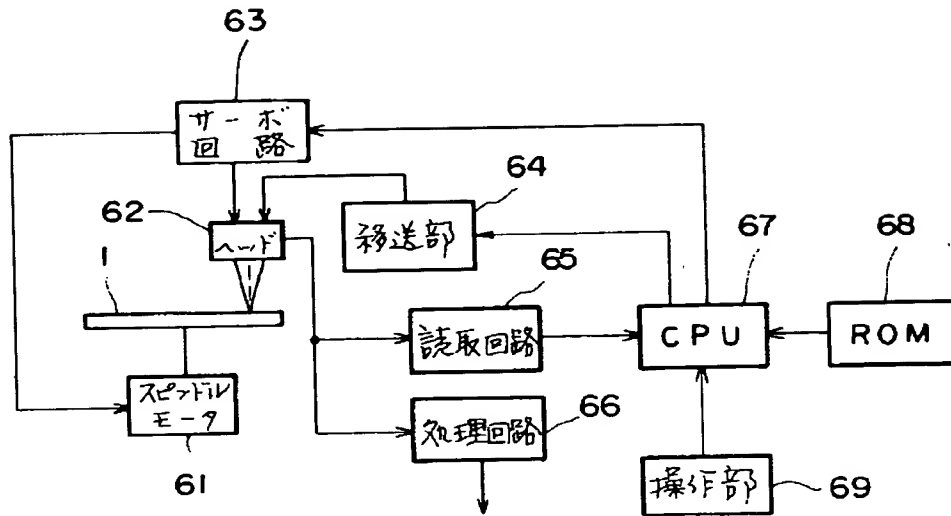 63
サーボ
回路
62
ヘッド
64
移送部
1
65
読取回路
67
CPU
68
ROM
スピンドル
モータ
61
66
処理回路
操作部
69